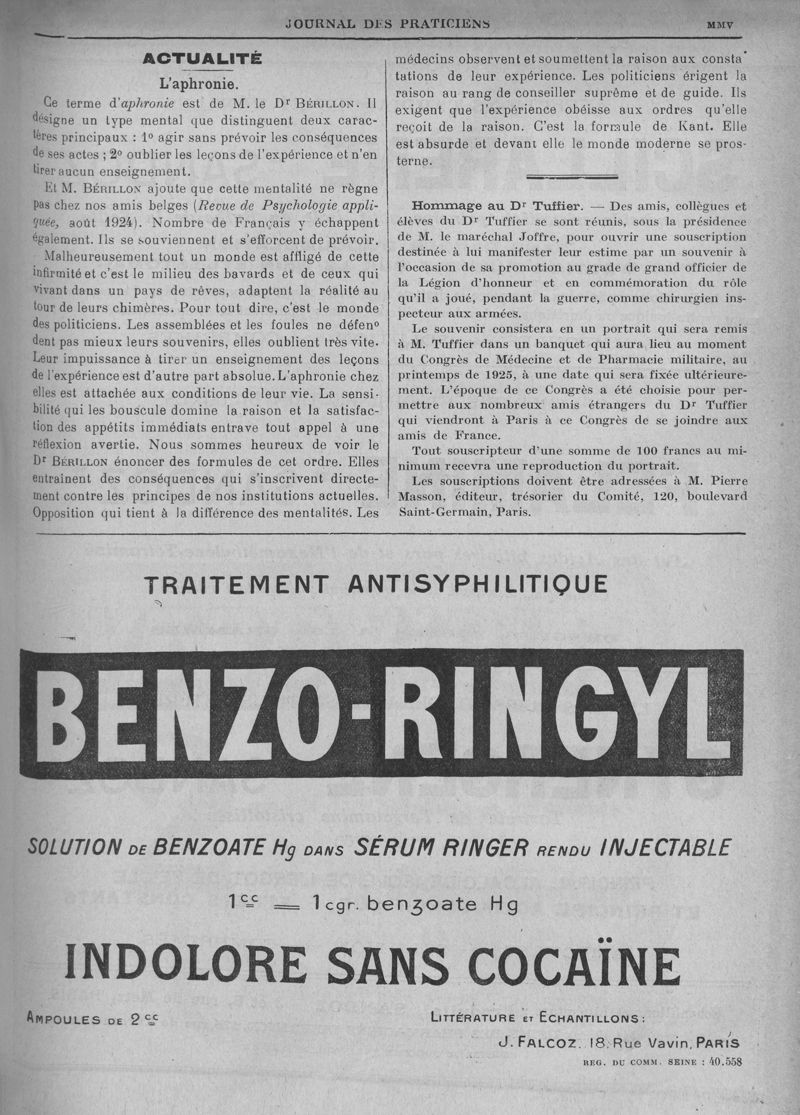 JOURNAL DES PRATICIENS MMV
ACTUALITÉ
L'aphronie.
Ce terme d'aphronie est de M. le Dr BÉRILLON. Il
désigne un type mental que distinguent deux carac-
tères principaux : 1º agir sans prévoir les conséquences
de ses actes ; 2º oublier les leçons de l'expérience et n'en
tirer aucun enseignement.
Et M. BÉRILLON ajoute que cette mentalité ne règne
pas chez nos amis belges (Revue de Psychologie appli-
quée, août 1924). Nombre de Français y échappent
également. Ils se souviennent et s'efforcent de prévoir.
Malheureusement tout un monde est affligé de cette
infirmité et c'est le milieu des bavards et de ceux qui
vivant dans un pays de rêves, adaptent la réalité au
tour de leurs chimères. Pour tout dire, c'est le monde
des politiciens. Les assemblées et les foules ne défenº
dent pas mieux leurs souvenirs, elles oublient très vite.
Leur impuissance à tirer un enseignement des leçons
de l'expérience est d'autre part absolue. L'aphronie chez
elles est attachée aux conditions de leur vie. La sensi-
bilité qui les bouscule domine la raison et la satisfac-
tion des appétits immédiats entrave tout appel à une
réflexion avertie. Nous sommes heureux de voir le
Dr BÉRILLON énoncer des formules de cet ordre. Elles
entraînent des conséquences qui s'inscrivent directe-
ment contre les principes de nos institutions actuelles.
Opposition qui tient à la différence des mentalités. Les
médecins observent et soumettent la raison aux consta
tations de leur expérience. Les politiciens érigent la
raison au rang de conseiller suprême et de guide. Ils
exigent que l'expérience obéisse aux ordres qu'elle
reçoit de la raison. C'est la formule de Kant. Elle
est absurde et devant elle le monde moderne se pros-
terne.
Hommage au Dr Tuffier. — Des amis, collègues et
élèves du Dr Tuffier se sont réunis, sous la présidence
de M. le maréchal Joffre, pour ouvrir une souscription
destinée à lui manifester leur estime par un souvenir à
l'occasion de sa promotion au grade de grand officier de
la Légion d'honneur et en commémoration du rôle
qu'il a joué, pendant la guerre, comme chirurgien ins-
pecteur aux armées.
Le souvenir consistera en un portrait qui sera remis
à M. Tuffier dans un banquet qui aura lieu au moment
du Congrès de Médecine et de Pharmacie militaire, au
printemps de 1925, à une date qui sera fixée ultérieure-
ment. L'époque de ce Congrès a été choisie pour per-
mettre aux nombreux amis étrangers du Dr Tuffier
qui viendront à Paris à ce Congrès de se joindre aux
amis de France.
Tout souscripteur d'une somme de 100 francs au mi-
nimum recevra une reproduction du portrait.
Les souscriptions doivent être adressées à M. Pierre
Masson, éditeur, trésorier du Comité, 120, boulevard
Saint-Germain, Paris.
TRAITEMENT ANTISYPHILITIQUE
BENZO-RINGYL
SOLUTION DE BENZOATE Hg DANS SÉRUM RINGER RENDU INJECTABLE
1cc = 1cgr. benzoate Hg
INDOLORE SANS COCAÏNE
AMPOULES DE 2cc
LITTÉRATURE ET ECHANTILLONS:
J. FALCOZ. 18, Rue Vavin, PARIS
REG. DU COMM. SEINE : 40.558